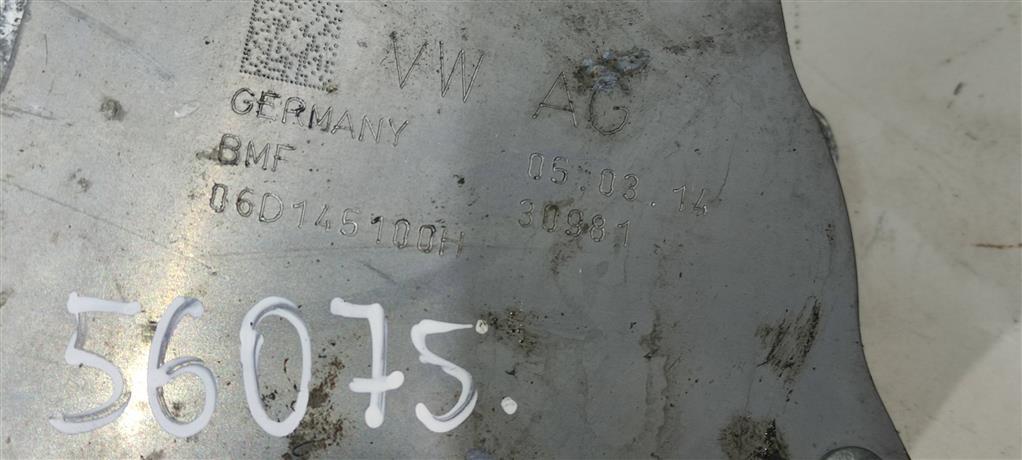 VW AG
GERMANY
BMF 05.03.14
06D145100H 30981
56075.